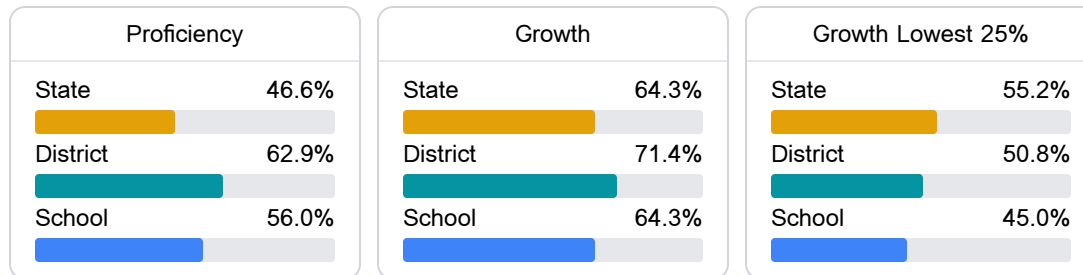 Proficiency
State 46.6%
District 62.9%
School 56.0%
Growth
State 64.3%
District 71.4%
School 64.3%
Growth Lowest 25%
State 55.2%
District 50.8%
School 45.0%